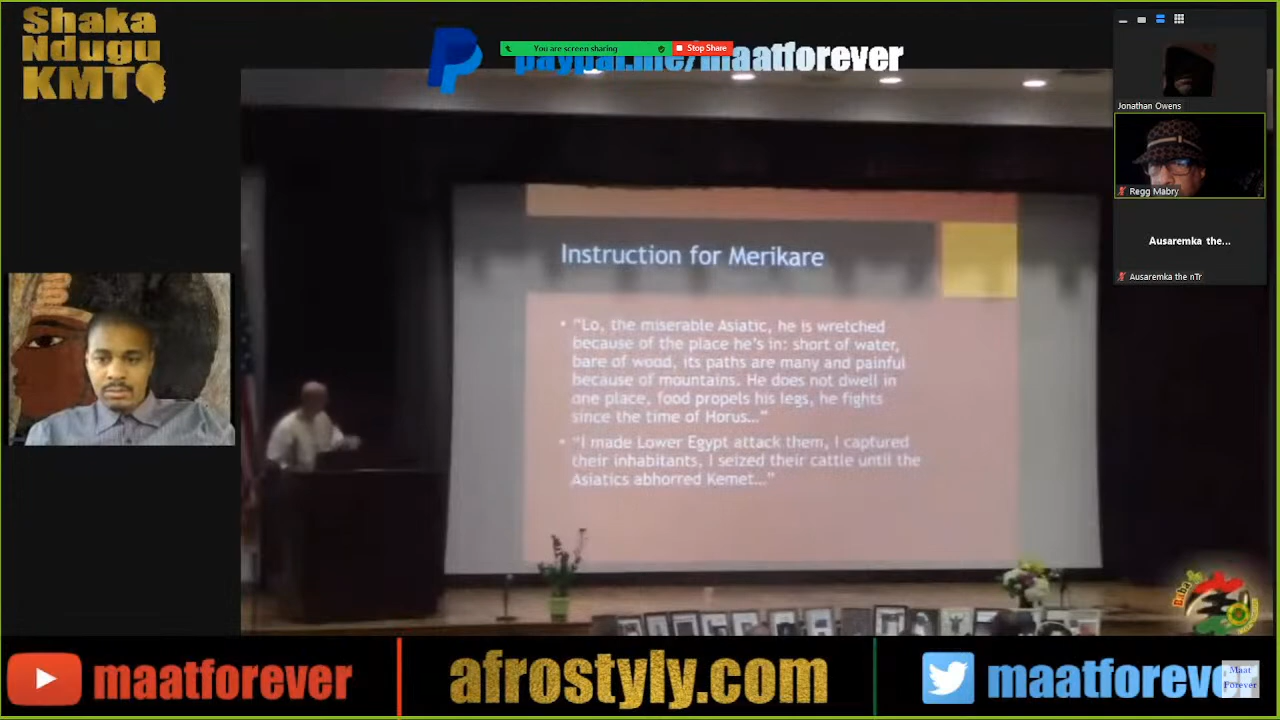 Shaka
Ndugu
KMT
You are screen sharing
Stop Share
paypal.me/maatforever
Jonathan Owens
Regg Mabry
Ausaremka the...
Ausaremka the nTr
Instruction for Merikare
• "Lo, the miserable Asiatic, he is wretched
because of the place he's in: short of water,
bare of wood, its paths are many and painful
because of mountains. He does not dwell in
one place, food propels his legs, he fights
since the time of Horus..."
• "I made Lower Egypt attack them, I captured
their inhabitants, I seized their cattle until the
Asiatics abhorred Kemet..."
Baba
maatforever
afrostyly.com
maatforeve
Maat
Forever